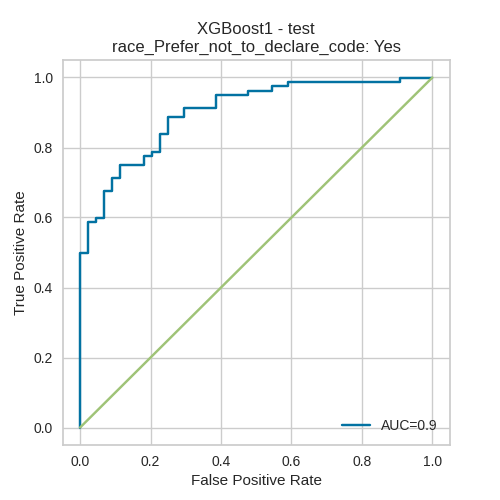 XGBoost1 - test
race_Prefer_not_to_declare_code: Yes
1.0
0.8
0.6
0.4
0.2
0.0
True Positive Rate
AUC=0.9
0.0 0.2 0.4 0.6 0.8 1.0
False Positive Rate